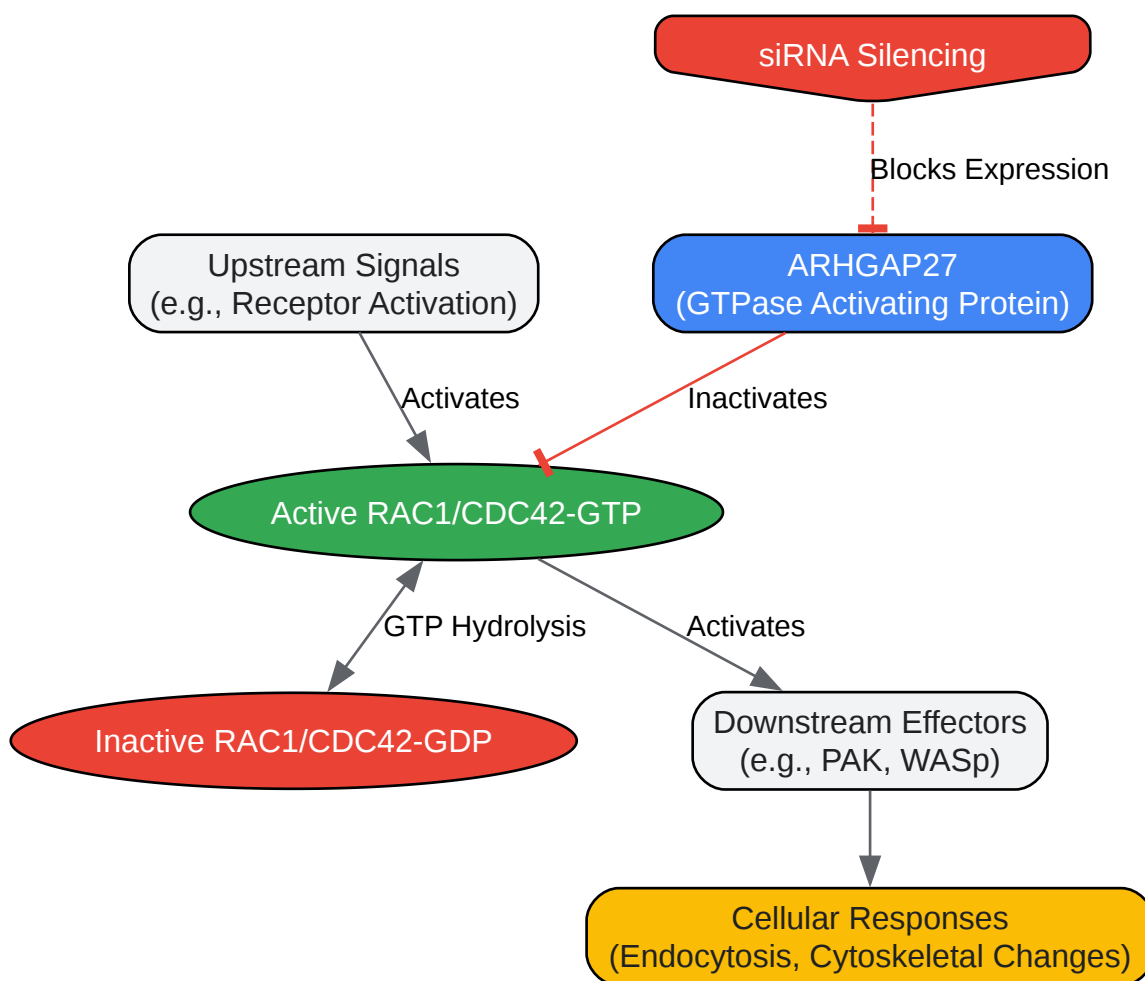 siRNA Silencing
Blocks Expression
Upstream Signals
(e.g., Receptor Activation)
ARHGAP27
(GTPase Activating Protein)
Activates
Inactivates
Active RAC1/CDC42-GTP
GTP Hydrolysis
Activates
Inactive RAC1/CDC42-GDP
Downstream Effectors
(e.g., PAK, WASp)
Cellular Responses
(Endocytosis, Cytoskeletal Changes)